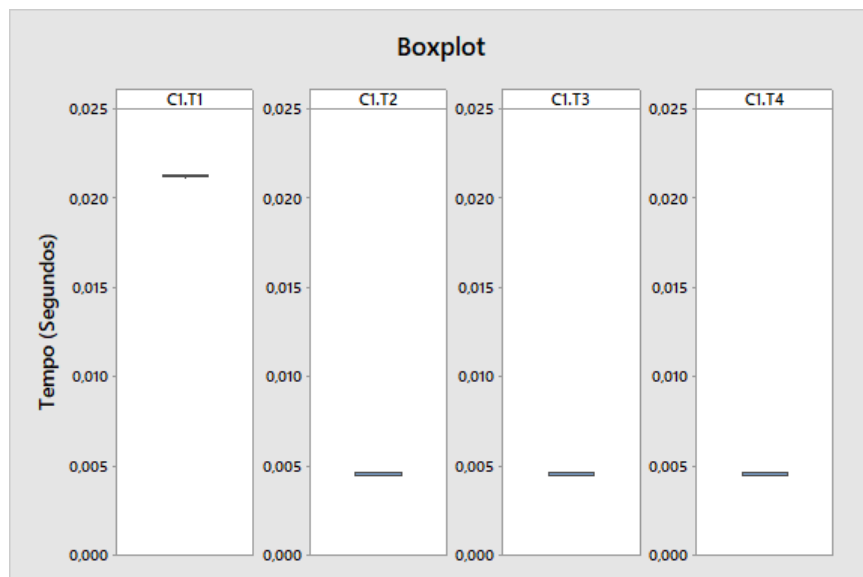 Boxplot
C1.T1 C1.T2 C1.T3 C1.T4
0,025 0,025 0,025 0,025
0,020 0,020 0,020 0,020
0,015 0,015 0,015 0,015
0,010 0,010 0,010 0,010
0,005 0,005 0,005 0,005
0,000 0,000 0,000 0,000
Tempo (Segundos)